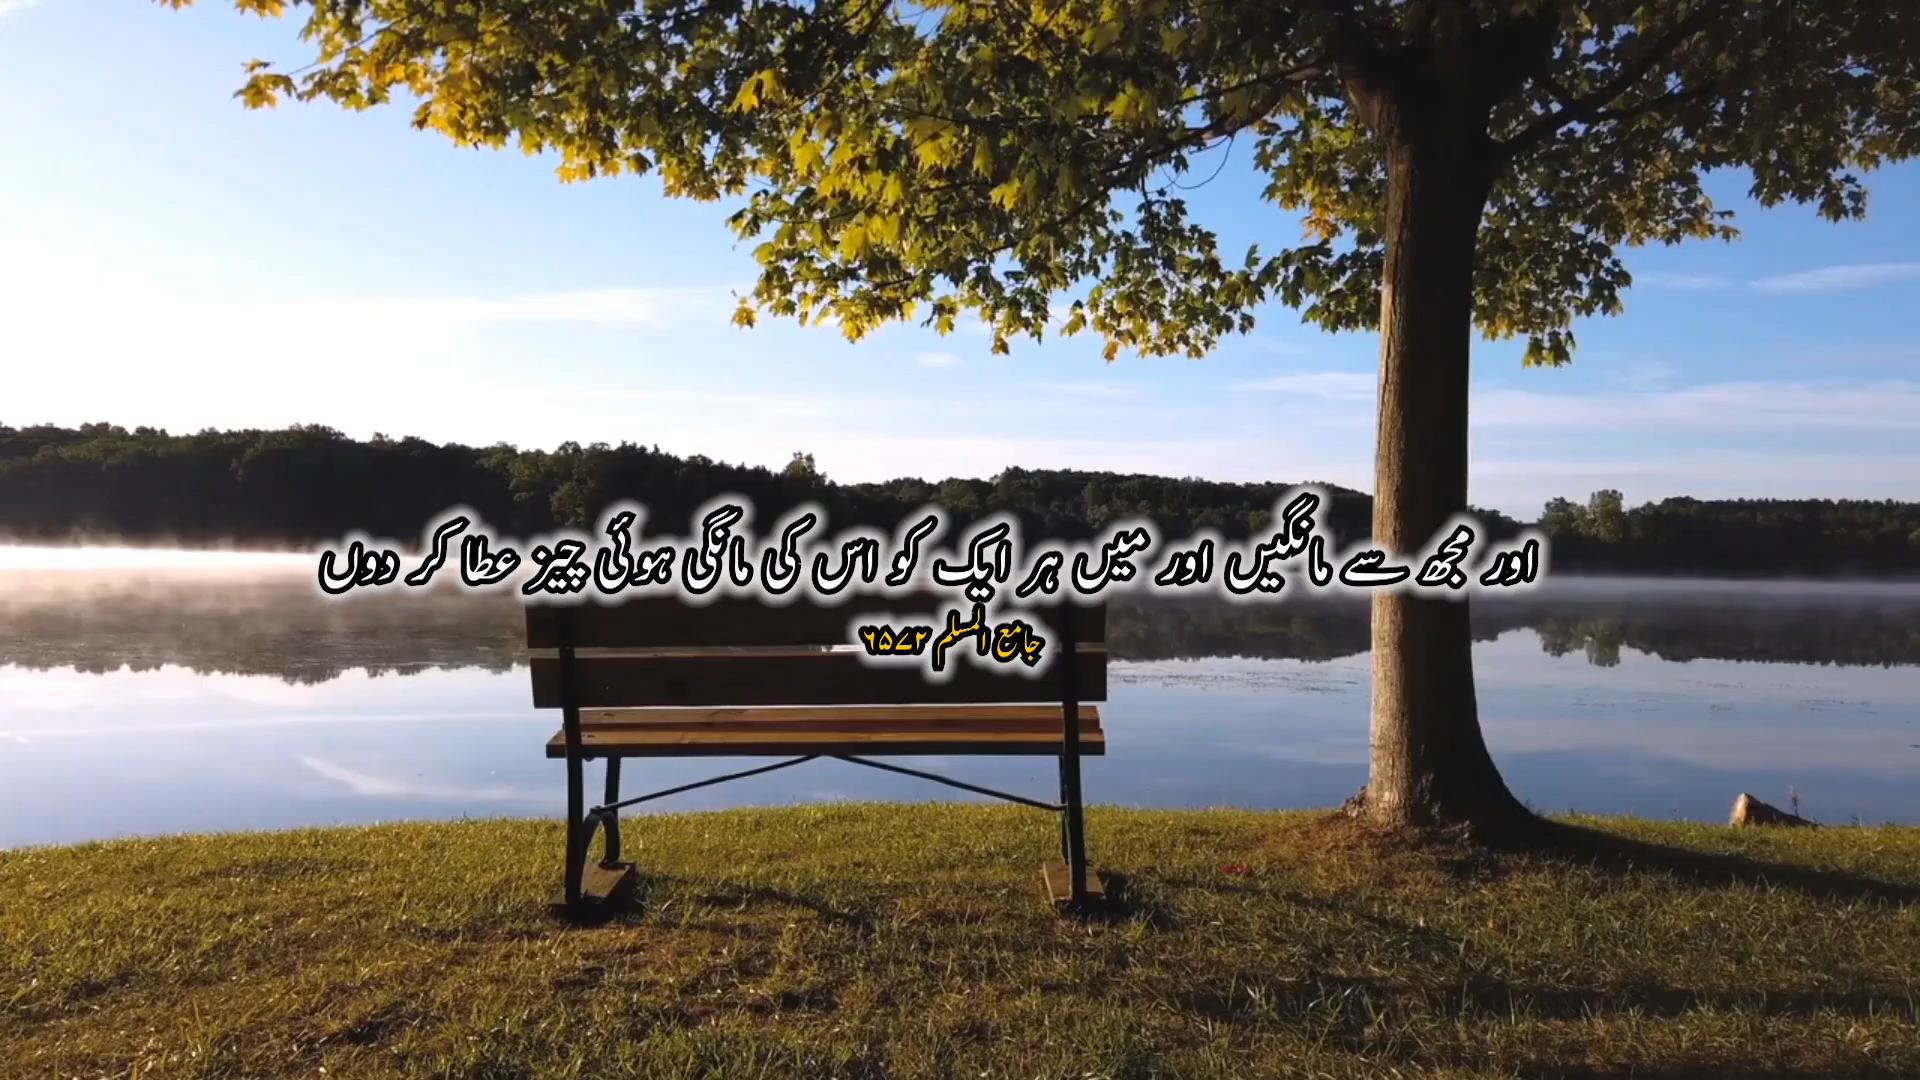 اور مجھ سے مانگیں اور میں ہر ایک کو اس کی مانگی ہوئی چیز عطا کر دوں
جامع المسلم ۶۵۷۲